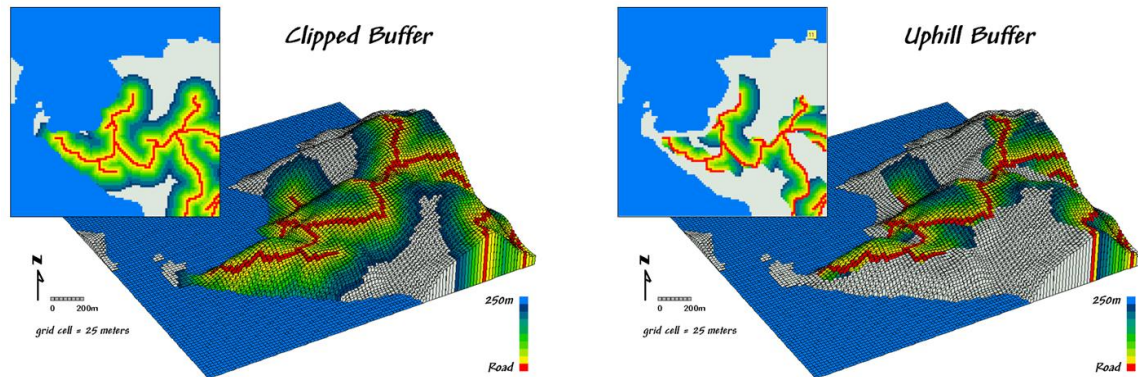 Clipped Buffer
250m
Road
N
0 200m
grid cell = 25 meters
Uphill Buffer
11
250m
Road
N
0 200m
grid cell = 25 meters